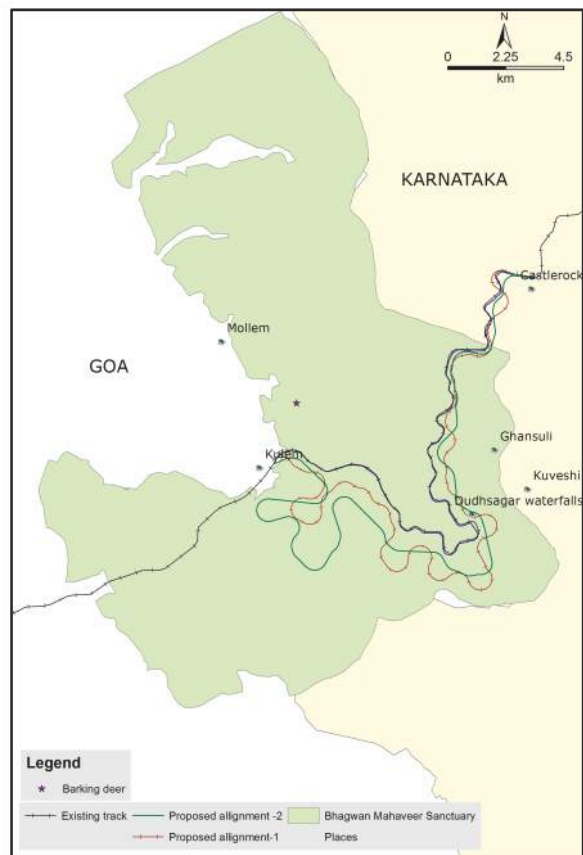 N
0 2.25 4.5
km
KARNATAKA
Castlerock
Mollem
GOA
Ghansuli
Kulem
Kuveshi
Dudhsagar waterfalls
Legend
Barking deer
Existing track
Proposed allignment -2
Bhagwan Mahaveer Sanctuary
Proposed allignment-1
Places